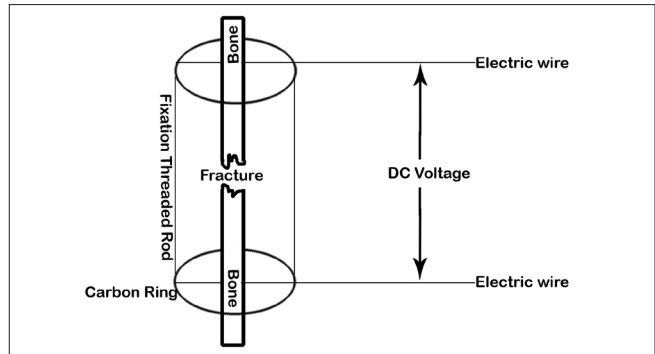 Bone
Electric wire
Fixation Threaded Rod
Fracture
DC Voltage
Bone
Electric wire
Carbon Ring